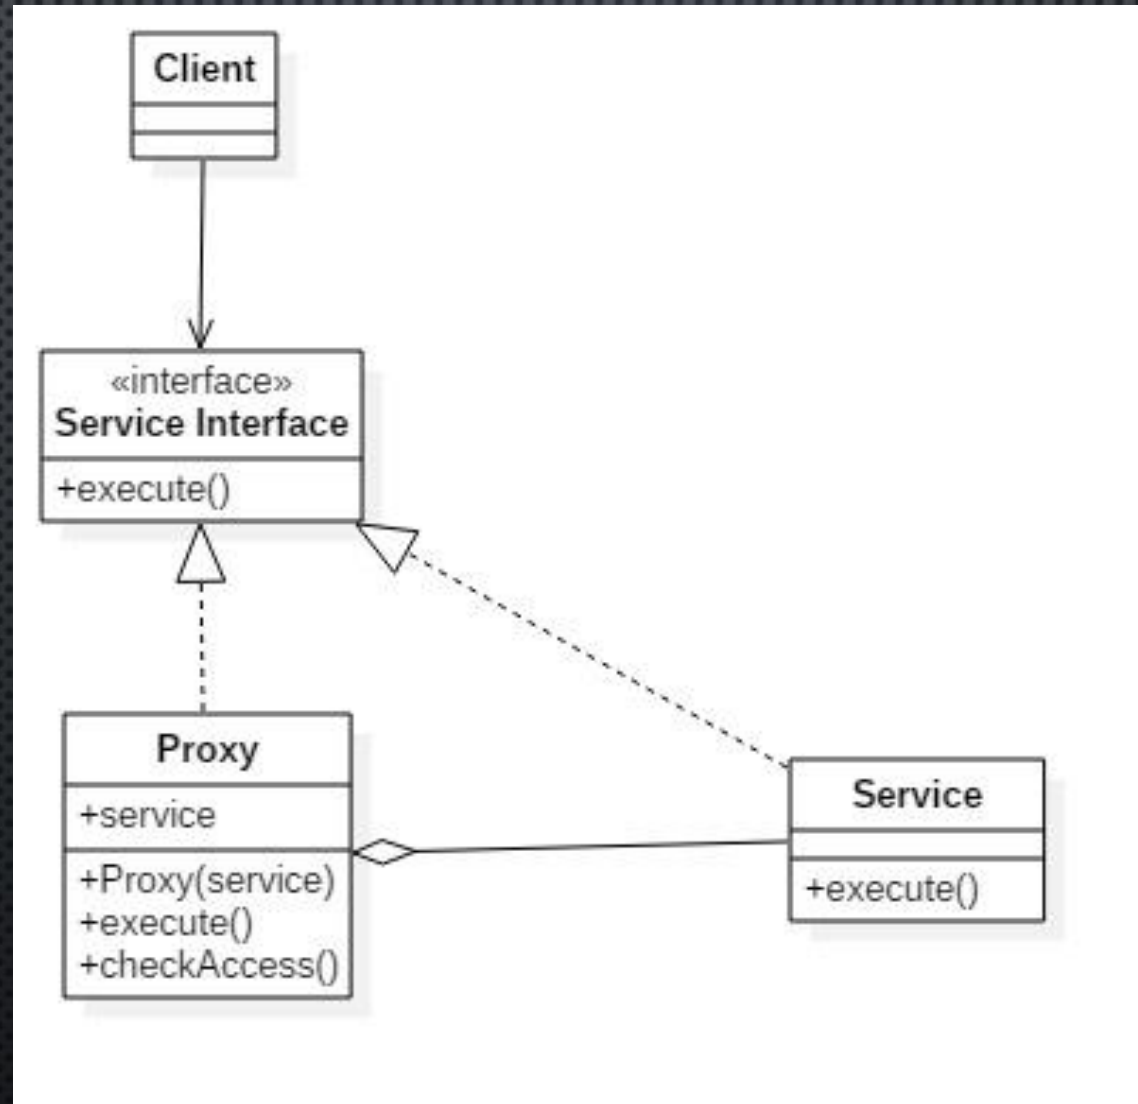 Client
«interface»
Service Interface
+execute()
Proxy
+service
+Proxy(service)
+execute()
+checkAccess()
Service
+execute()